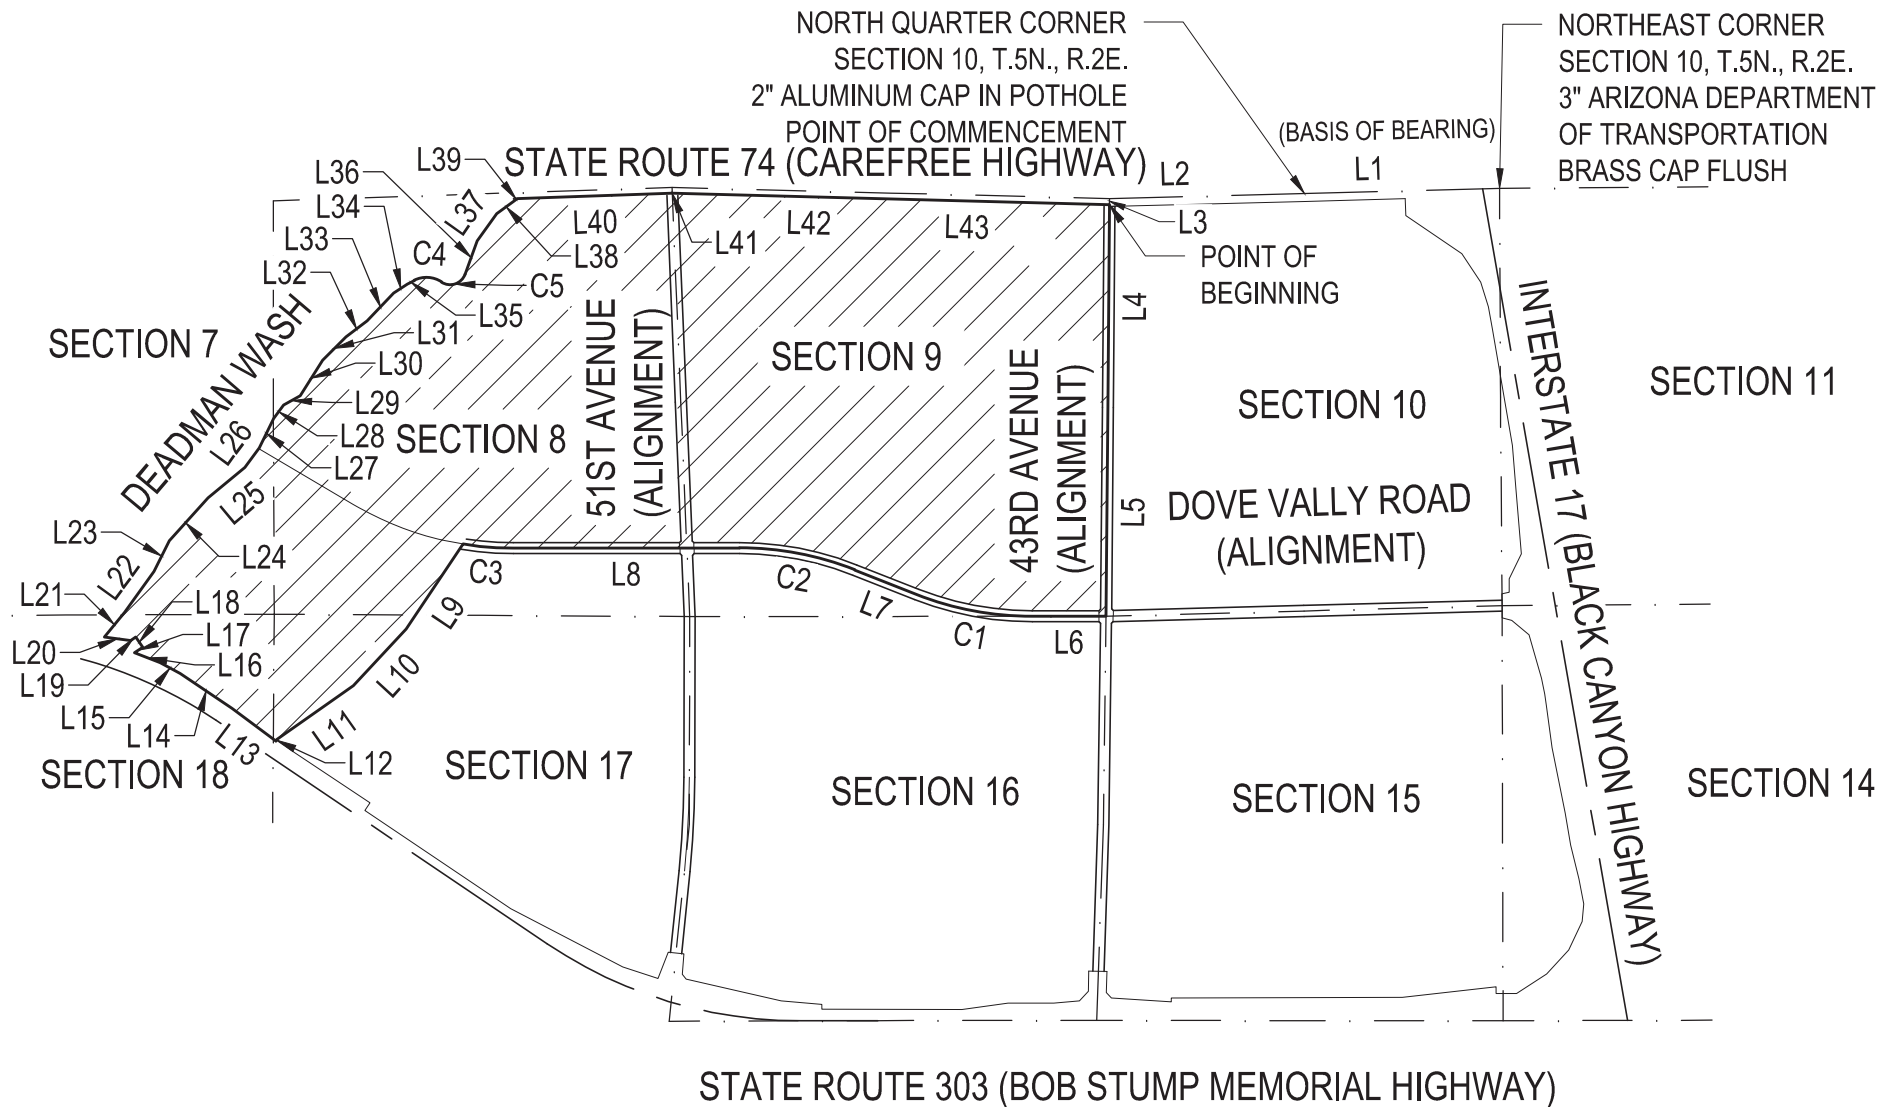 NORTH QUARTER CORNER
SECTION 10, T.5N., R.2E.
2" ALUMINUM CAP IN POTHOLE
POINT OF COMMENCEMENT
NORTHEAST CORNER
SECTION 10, T.5N., R.2E.
3" ARIZONA DEPARTMENT
OF TRANSPORTATION
BRASS CAP FLUSH
(BASIS OF BEARING)
L1
L2
L3
STATE ROUTE 74 (CAREFREE HIGHWAY)
POINT OF
BEGINNING
L39
L36
L37
L34
L33
C4
L32
L40
L38
L41
L42
L43
C5
L35
L31
L30
L29
L28
L27
L26
L25
L24
L23
L22
L21
L20
L19
L18
L17
L16
L15
L14
L13
L12
L11
L10
L9
C3
L8
C2
L7
C1
L6
L5
L4
SECTION 7
DEADMAN WASH
SECTION 8
51ST AVENUE
(ALIGNMENT)
SECTION 9
43RD AVENUE
(ALIGNMENT)
SECTION 10
DOVE VALLY ROAD
(ALIGNMENT)
INTERSTATE 17 (BLACK CANYON HIGHWAY)
SECTION 11
SECTION 18
SECTION 17
SECTION 16
SECTION 15
SECTION 14
STATE ROUTE 303 (BOB STUMP MEMORIAL HIGHWAY)